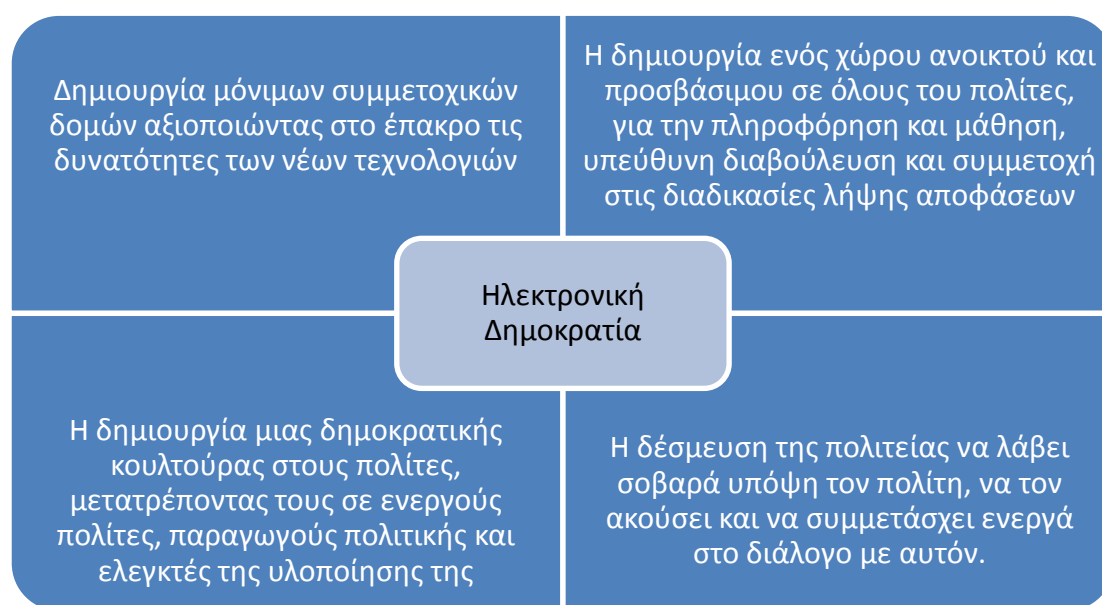 Δημιουργία μόνιμων συμμετοχικών
δομών αξιοποιώντας στο έπακρο τις
δυνατότητες των νέων τεχνολογιών
Η δημιουργία ενός χώρου ανοικτού και
προσβάσιμου σε όλους του πολίτες,
για την πληροφόρηση και μάθηση,
υπεύθυνη διαβούλευση και συμμετοχή
στις διαδικασίες λήψης αποφάσεων
Ηλεκτρονική
Δημοκρατία
Η δημιουργία μιας δημοκρατικής
κουλτούρας στους πολίτες,
μετατρέποντας τους σε ενεργούς
πολίτες, παραγωγούς πολιτικής και
ελεγκτές της υλοποίησης της
Η δέσμευση της πολιτείας να λάβει
σοβαρά υπόψη τον πολίτη, να τον
ακούσει και να συμμετάσχει ενεργά
στο διάλογο με αυτόν.